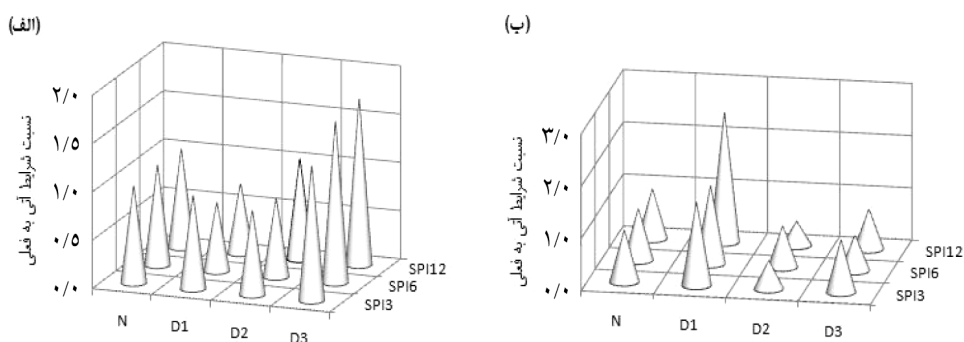 (الف)
نسبت شرایط آتی به فعلی
۲/۰
۱/۵
۱/۰
۰/۵
۰/۰
N D1 D2 D3
SPI12
SPI6
SPI3
(ب)
نسبت شرایط آتی به فعلی
۳/۰
۲/۰
۱/۰
۰/۰
N D1 D2 D3
SPI12
SPI6
SPI3